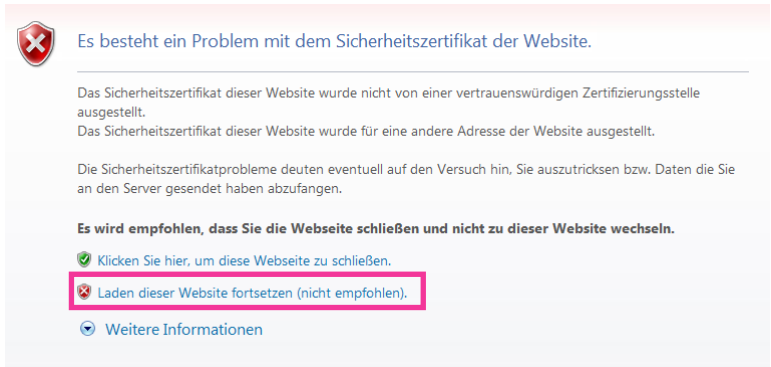 Es besteht ein Problem mit dem Sicherheitszertifikat der Website.
Das Sicherheitszertifikat dieser Website wurde nicht von einer vertrauenswürdigen Zertifizierungsstelle
ausgestellt.
Das Sicherheitszertifikat dieser Website wurde für eine andere Adresse der Website ausgestellt.
Die Sicherheitszertifikatprobleme deuten eventuell auf den Versuch hin, Sie auszutricksen bzw. Daten die Sie
an den Server gesendet haben abzufangen.
Es wird empfohlen, dass Sie die Webseite schließen und nicht zu dieser Website wechseln.
Klicken Sie hier, um diese Webseite zu schließen.
Laden dieser Website fortsetzen (nicht empfohlen).
Weitere Informationen